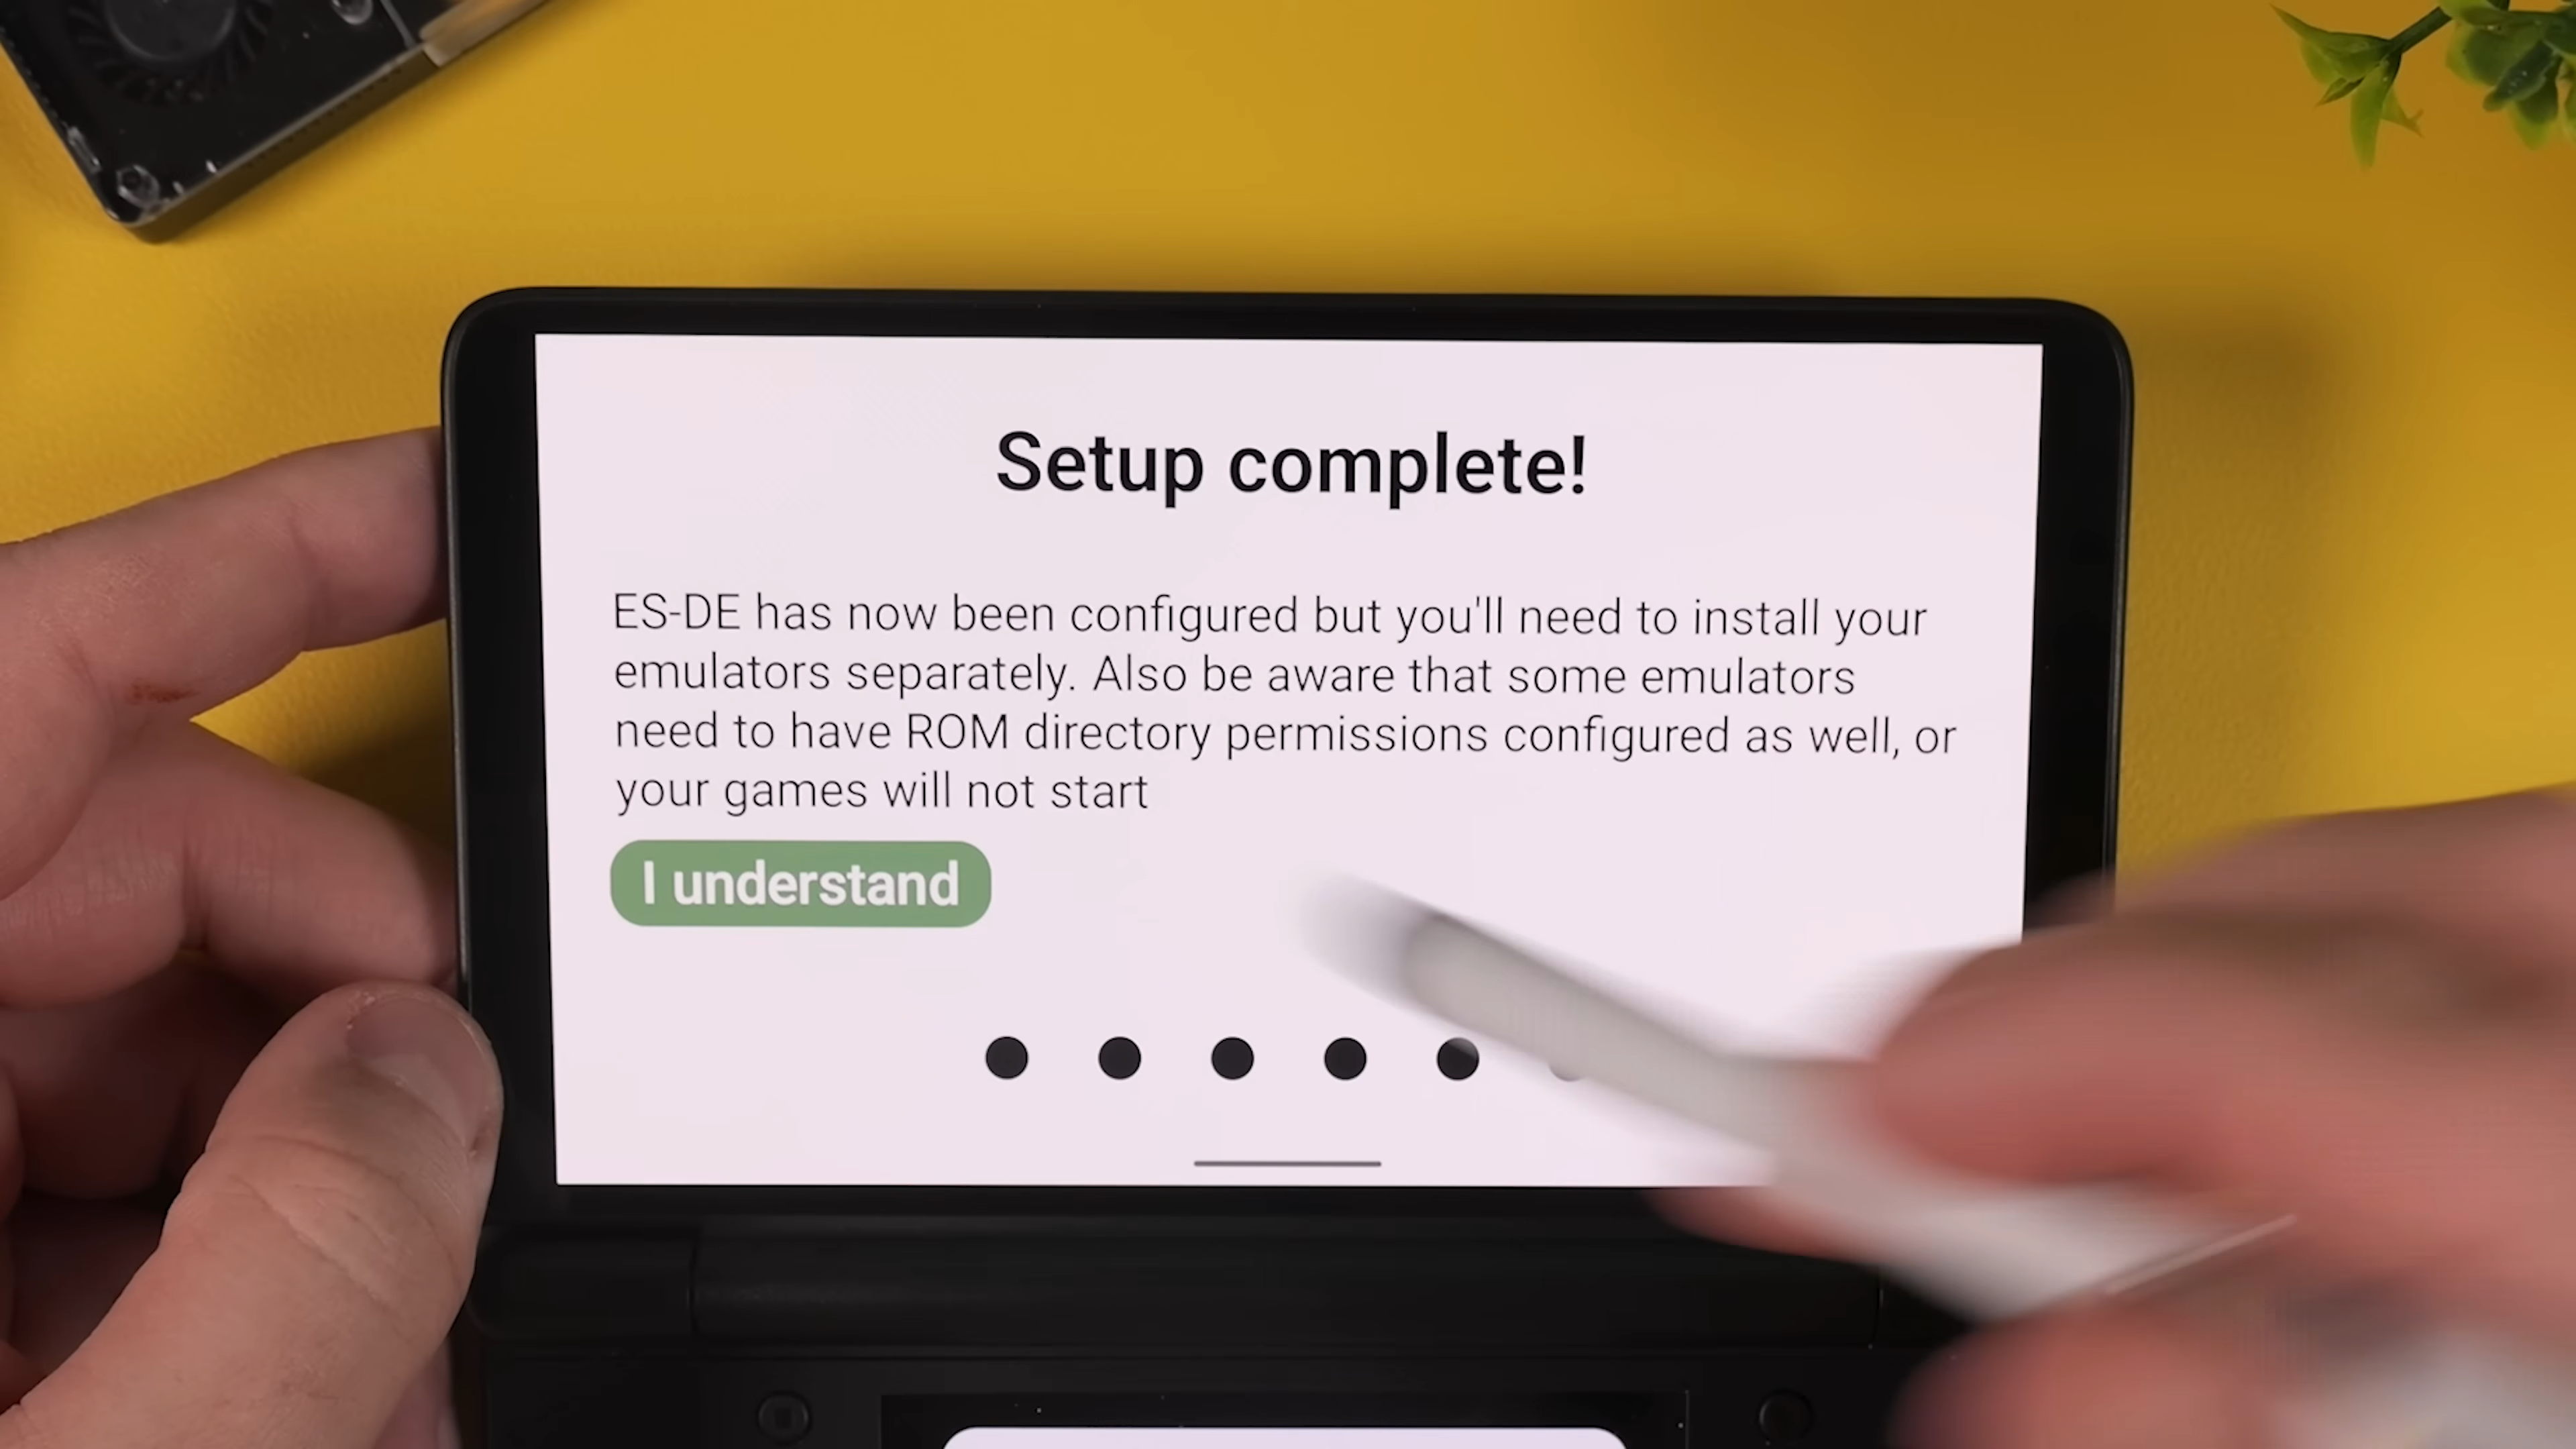 Setup complete!
ES-DE has now been configured but you'll need to install your
emulators separately. Also be aware that some emulators
need to have ROM directory permissions configured as well, or
your games will not start
I understand